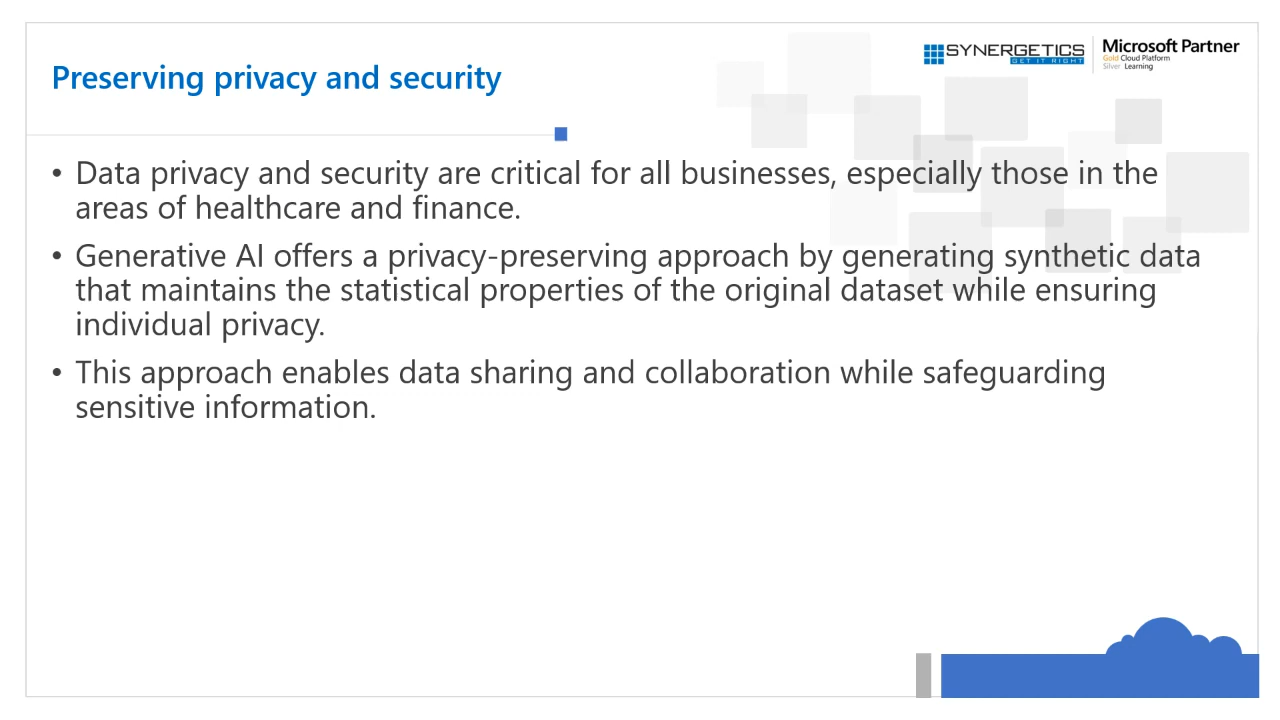 Preserving privacy and security
SYNERGETICS
GET IT RIGHT
Microsoft Partner
Gold Cloud Platform
Silver Learning
• Data privacy and security are critical for all businesses, especially those in the
areas of healthcare and finance.
• Generative AI offers a privacy-preserving approach by generating synthetic data
that maintains the statistical properties of the original dataset while ensuring
individual privacy.
• This approach enables data sharing and collaboration while safeguarding
sensitive information.